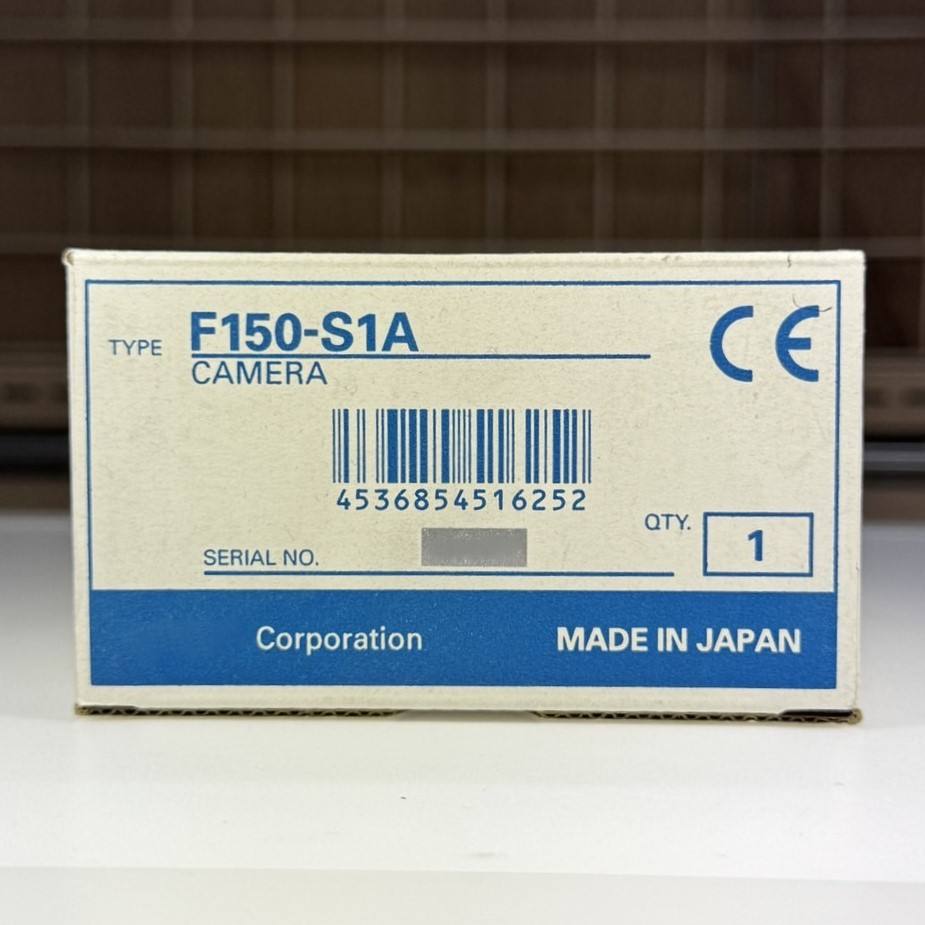 TYPE F150-S1A
CAMERA
CE
4536854516252
QTY. 1
SERIAL NO.
Corporation MADE IN JAPAN